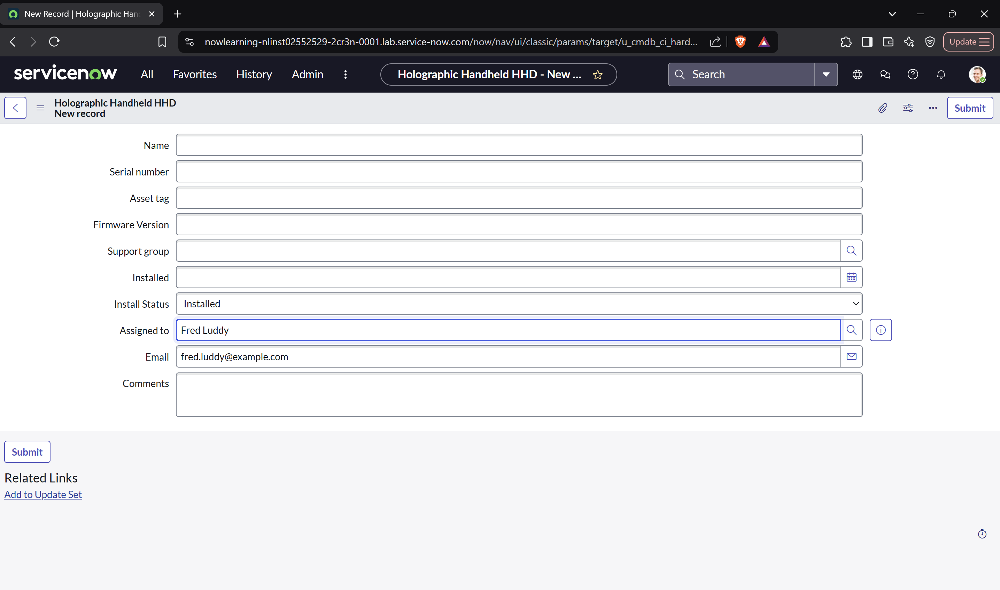 New Record | Holographic Han
nowlearning-nlinst02552529-2cr3n-0001.lab.service-now.com/now/nav/ui/classic/params/target/u_cmdb_ci_hard...
Update
servicenow
All
Favorites
History
Admin
Holographic Handheld HHD - New ...
Search
Holographic Handheld HHD
New record
Submit
Name
Serial number
Asset tag
Firmware Version
Support group
Installed
Install Status Installed
Assigned to Fred Luddy
Email fred.luddy@example.com
Comments
Submit
Related Links
Add to Update Set